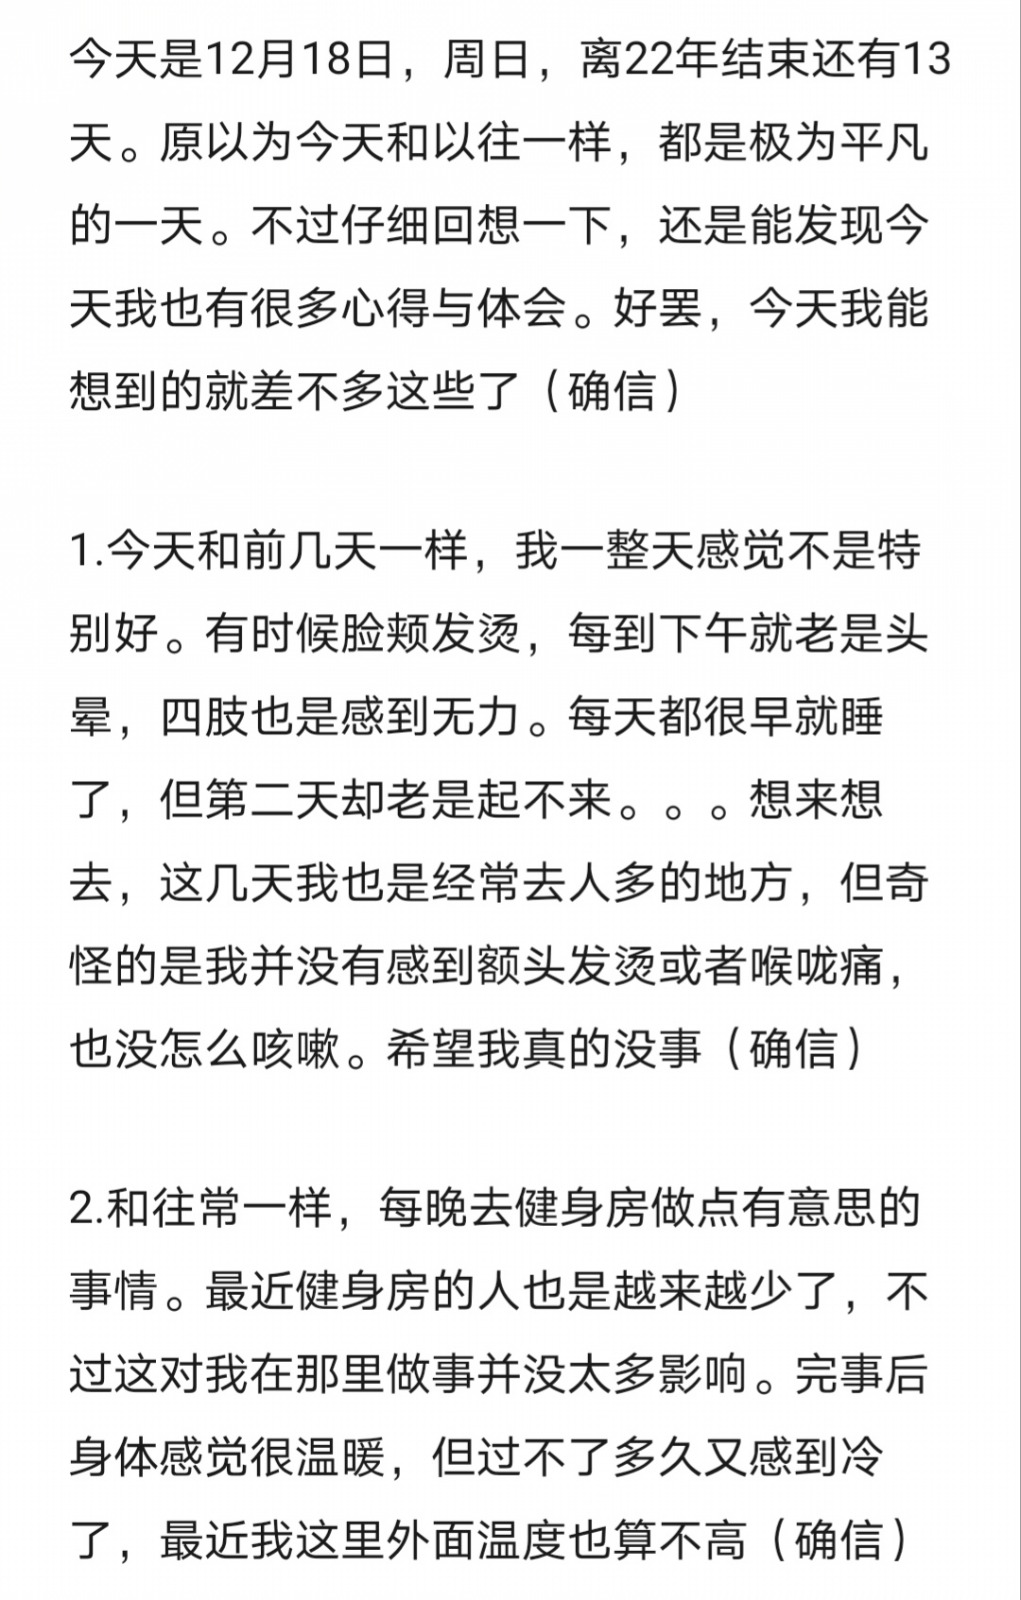 今天是12月18日，周日，离22年结束还有13
天。原以为今天和以往一样，都是极为平凡
的一天。不过仔细回想一下，还是能发现今
天我也有很多心得与体会。好罢，今天我能
想到的就差不多这些了（确信）
1.今天和前几天一样，我一整天感觉不是特
别好。有时候脸颊发烫，每到下午就老是头
晕，四肢也是感到无力。每天都很早就睡
了，但第二天却老是起不来。。。想来想
去，这几天我也是经常去人多的地方，但奇
怪的是我并没有感到额头发烫或者喉咙痛，
也没怎么咳嗽。希望我真的没事（确信）
2.和往常一样，每晚去健身房做点有意思的
事情。最近健身房的人也是越来越少了，不
过这对我在那里做事并没太多影响。完事后
身体感觉很温暖，但过不了多久又感到冷
了，最近我这里外面温度也算不高（确信）